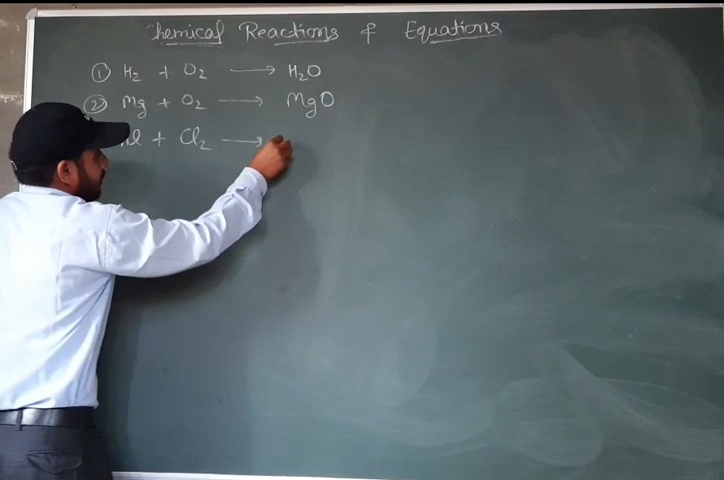 Chemical Reactions & Equations
① H₂ + O₂ → H₂O
② Mg + O₂ → MgO
+ Cl₂ →